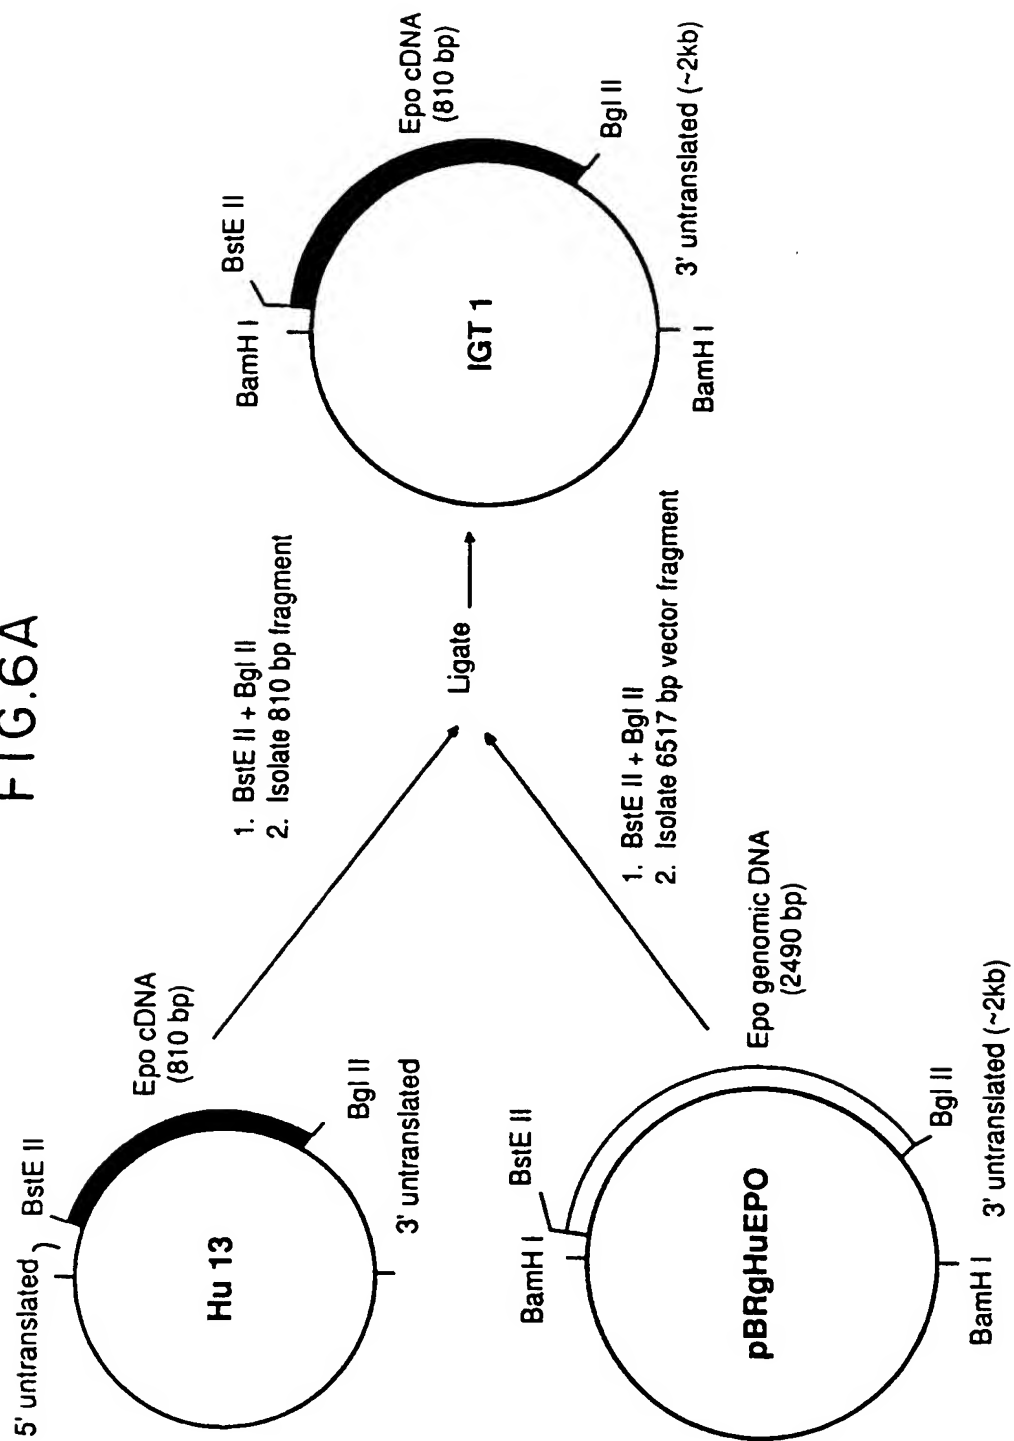 FIG.6A
5' untranslated
BstE II
Epo cDNA
(810 bp)
Bgl II
3' untranslated
Hu 13
1. BstE II + Bgl II
2. Isolate 810 bp fragment
BamH I
BstE II
Epo genomic DNA
(2490 bp)
Bgl II
3' untranslated (~2kb)
BamH I
pBRgHuEPO
1. BstE II + Bgl II
2. Isolate 6517 bp vector fragment
Ligate
BamH I
BstE II
Epo cDNA
(810 bp)
Bgl II
3' untranslated (~2kb)
BamH I
IGT 1